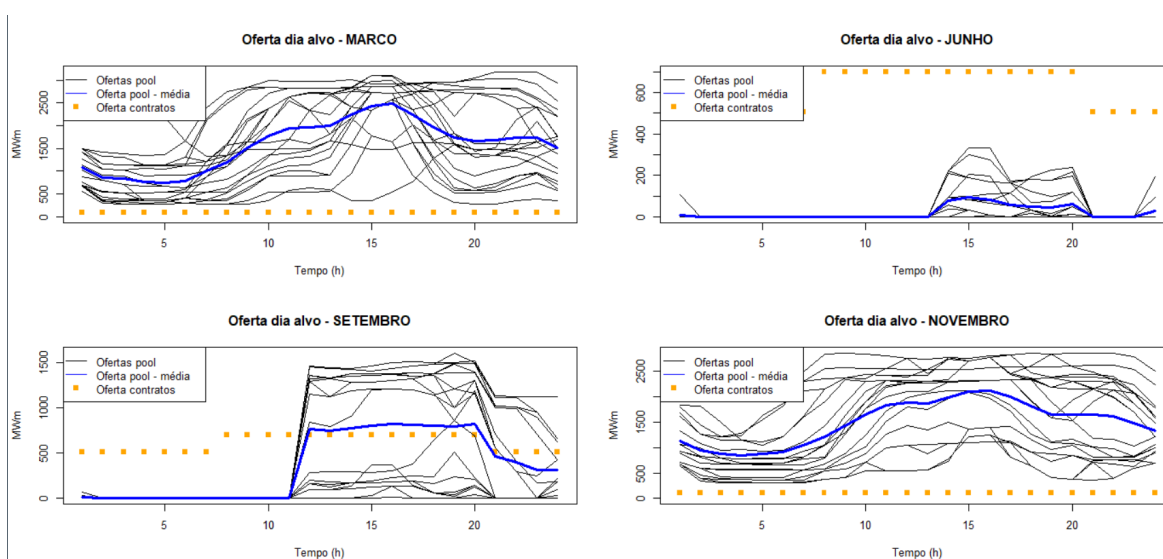 Oferta dia alvo - MARCO
Ofertas pool
Oferta pool - média
Oferta contratos
MWm
500
1500
2500
5
10
15
20
Tempo (h)
Oferta dia alvo - JUNHO
Ofertas pool
Oferta pool - média
Oferta contratos
MWm
0
200
400
600
5
10
15
20
Tempo (h)
Oferta dia alvo - SETEMBRO
Ofertas pool
Oferta pool - média
Oferta contratos
MWm
0
500
1000
1500
5
10
15
20
Tempo (h)
Oferta dia alvo - NOVEMBRO
Ofertas pool
Oferta pool - média
Oferta contratos
MWm
0
500
1500
2500
5
10
15
20
Tempo (h)